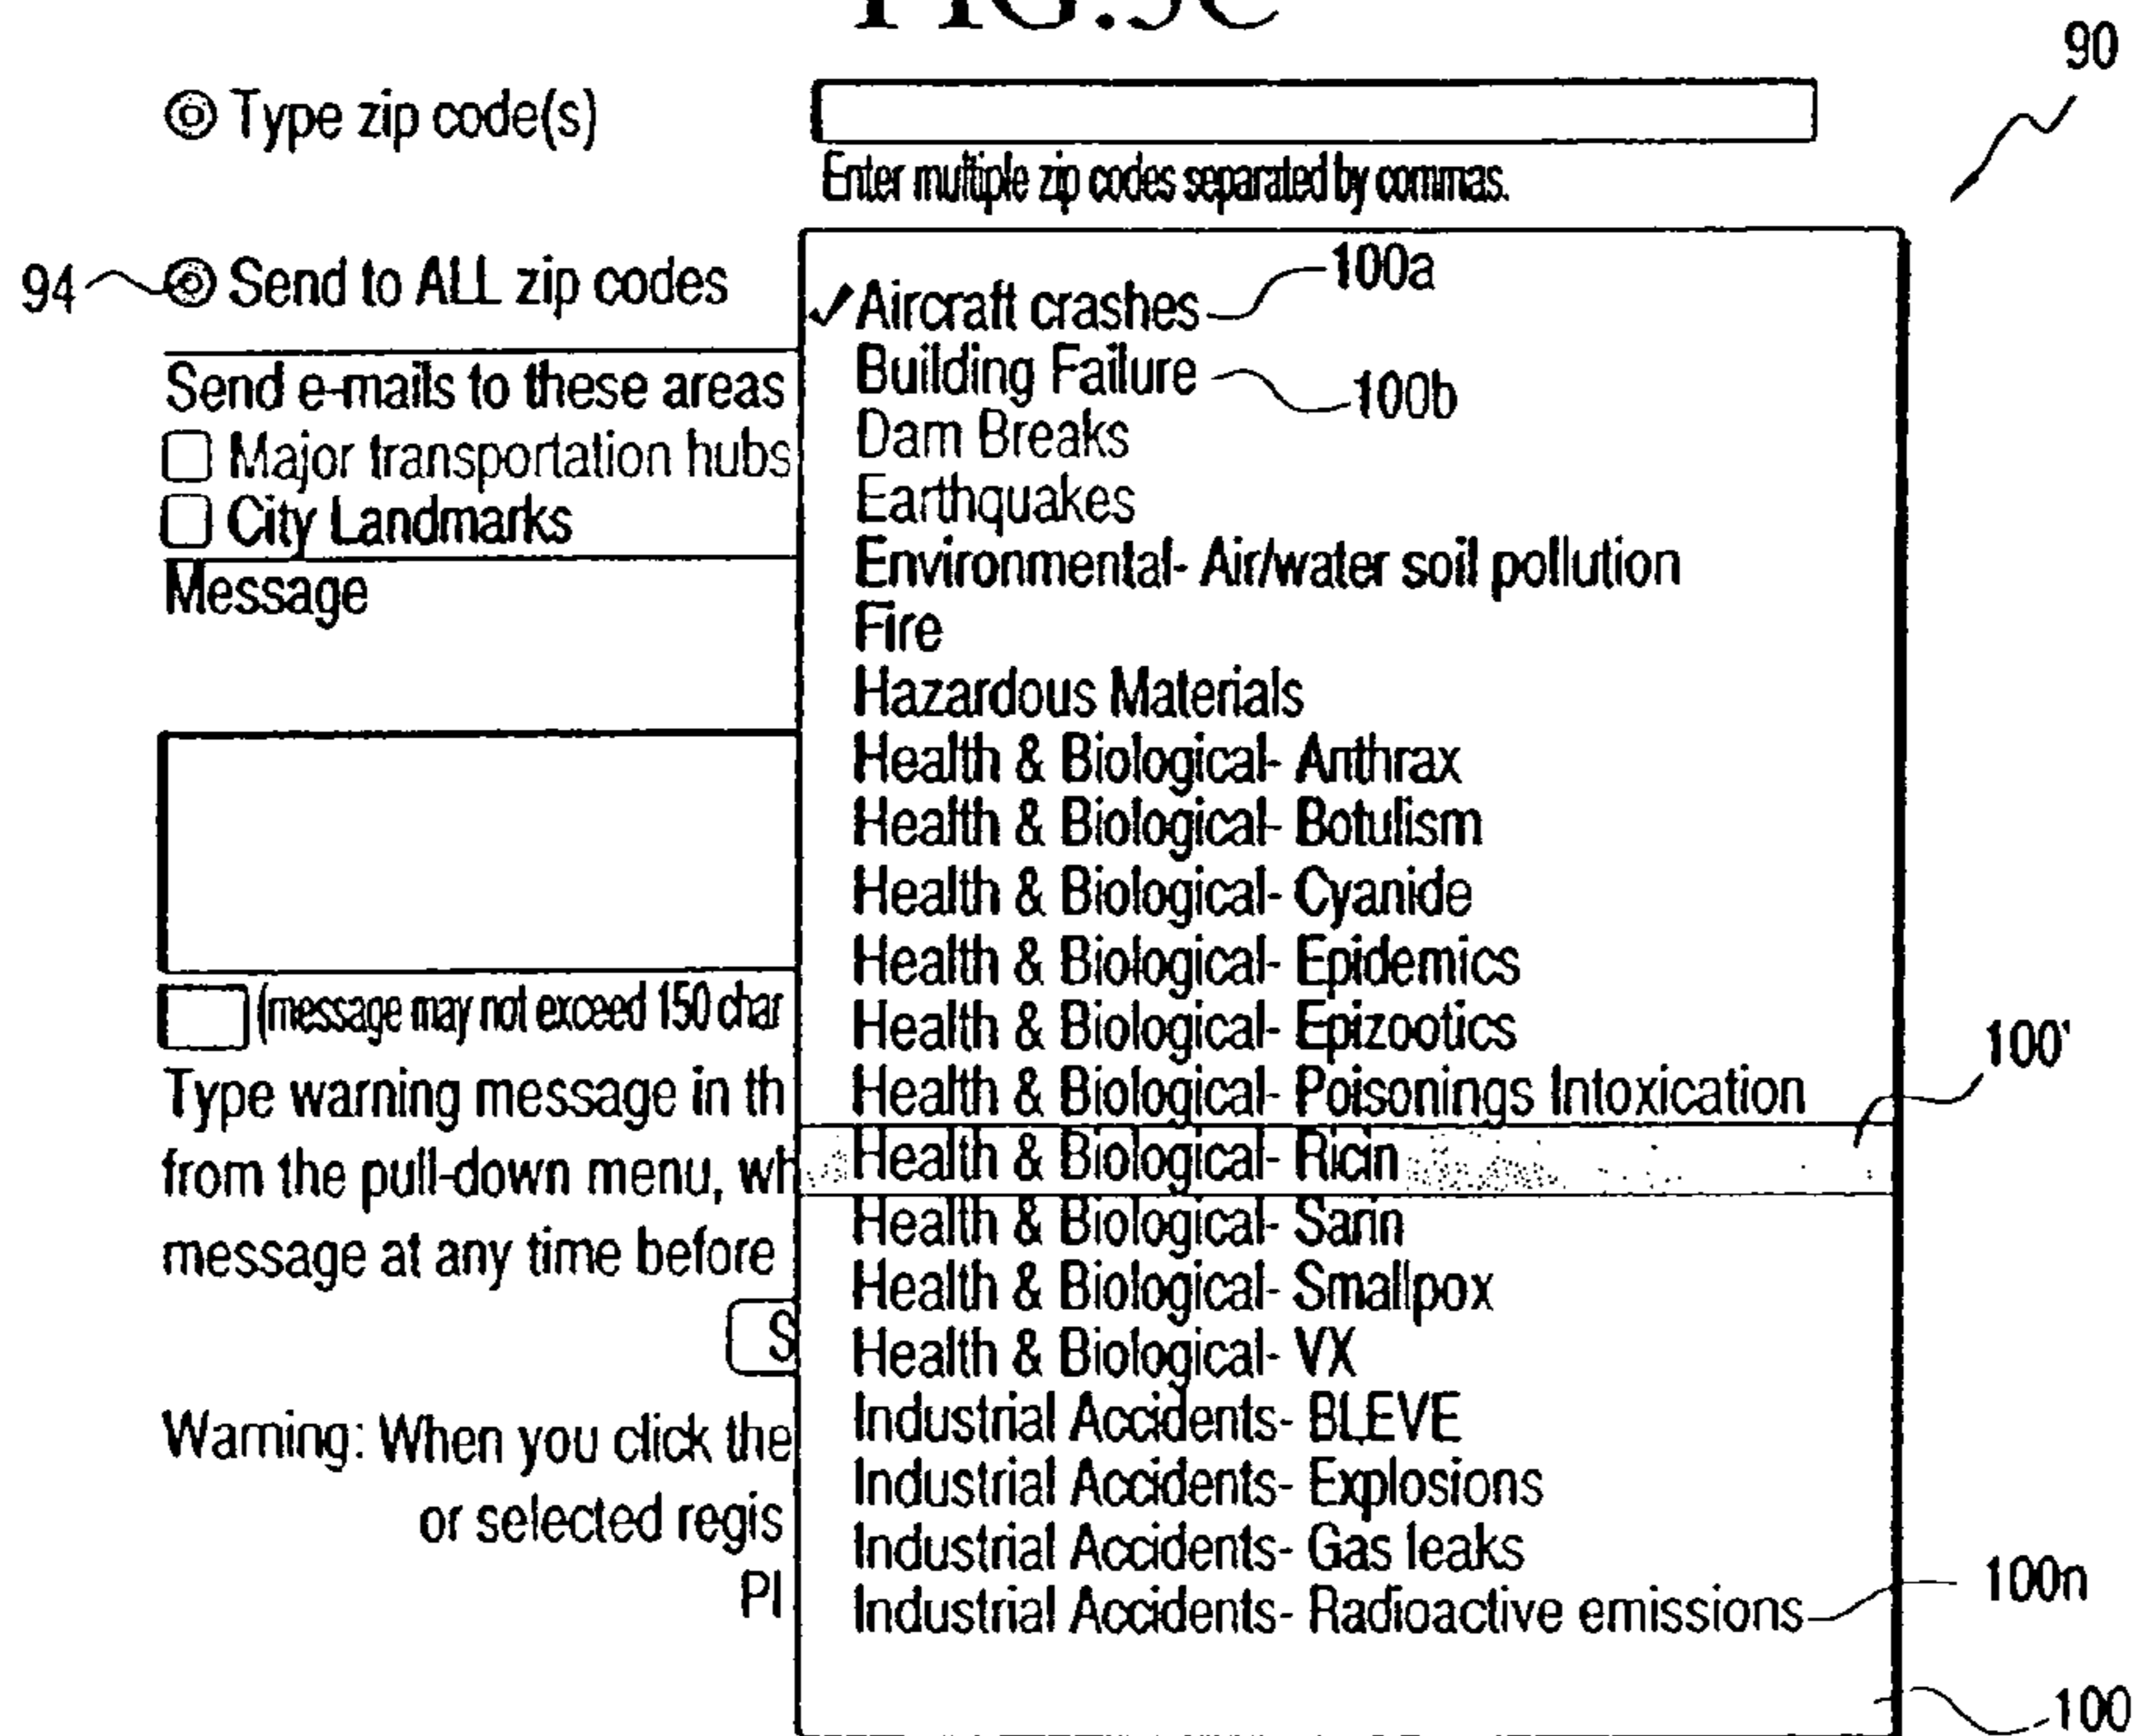 FIG.5C
90
Type zip code(s)
Enter multiple zip codes separated by commas.
94
Send to ALL zip codes
Send e-mails to these areas
Major transportation hubs
City Landmarks
Message
(message may not exceed 150 char
Type warning message in th
from the pull-down menu, wh
message at any time before
S
Warning: When you click the
or selected regis
Pl
✓Aircraft crashes
100a
Building Failure
100b
Dam Breaks
Earthquakes
Environmental- Air/water soil pollution
Fire
Hazardous Materials
Health & Biological- Anthrax
Health & Biological- Botulism
Health & Biological- Cyanide
Health & Biological- Epidemics
Health & Biological- Epizootics
Health & Biological- Poisonings Intoxication
100'
Health & Biological- Ricin
Health & Biological- Sarin
Health & Biological- Smallpox
Health & Biological- VX
Industrial Accidents- BLEVE
Industrial Accidents- Explosions
Industrial Accidents- Gas leaks
Industrial Accidents- Radioactive emissions
100n
100